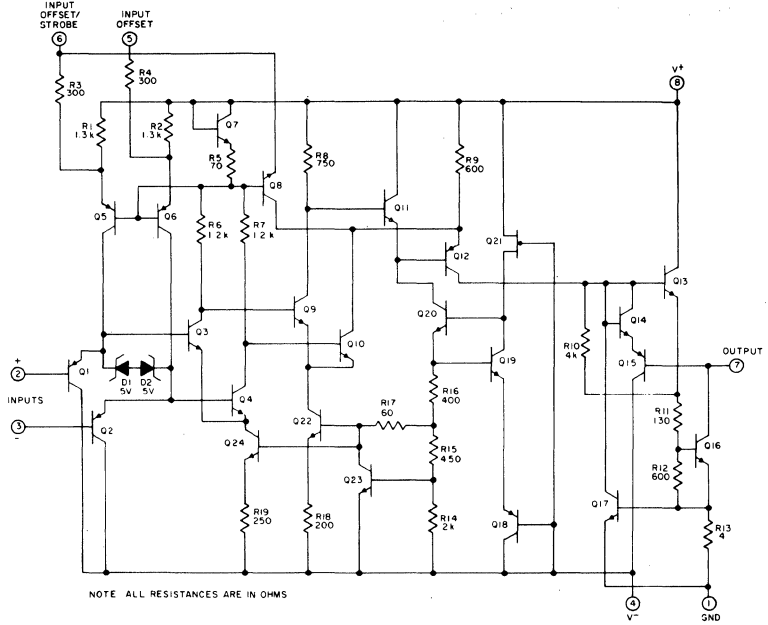 INPUT
OFFSET/
STROBE
6
INPUT
OFFSET
5
R3
300
R4
300
V+
8
R1
1.3k
R2
1.3k
Q7
R5
70
R8
750
R9
600
Q8
Q5
Q6
R6
1.2k
R7
1.2k
Q11
Q12
Q21
Q13
Q3
Q9
Q10
Q20
Q14
Q19
R10
4k
Q15
OUTPUT
7
+
2
Q1
D1
5V
D2
5V
Q4
INPUTS
3
-
Q2
R16
400
R11
130
Q16
Q24
Q22
R17
60
R15
450
R12
600
Q23
Q17
R19
250
R18
200
R14
2k
Q18
R13
4
NOTE ALL RESISTANCES ARE IN OHMS
4
V-
1
GND